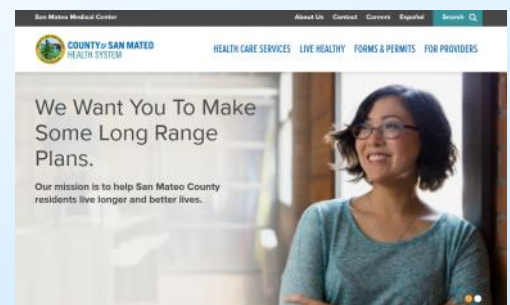 San Mateo Medical Center
About Us Contact Careers Español Search
COUNTY OF SAN MATEO
HEALTH SYSTEM
HEALTH CARE SERVICES LIVE HEALTHY FORMS & PERMITS FOR PROVIDERS
We Want You To Make
Some Long Range
Plans.
Our mission is to help San Mateo County
residents live longer and better lives.